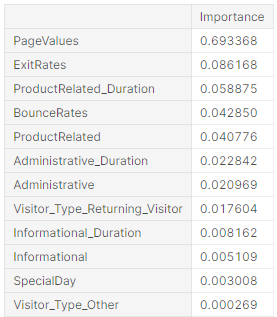 Importance
PageValues 0.693368
ExitRates 0.086168
ProductRelated_Duration 0.058875
BounceRates 0.042850
ProductRelated 0.040776
Administrative_Duration 0.022842
Administrative 0.020969
Visitor_Type_Returning_Visitor 0.017604
Informational_Duration 0.008162
Informational 0.005109
SpecialDay 0.003008
Visitor_Type_Other 0.000269